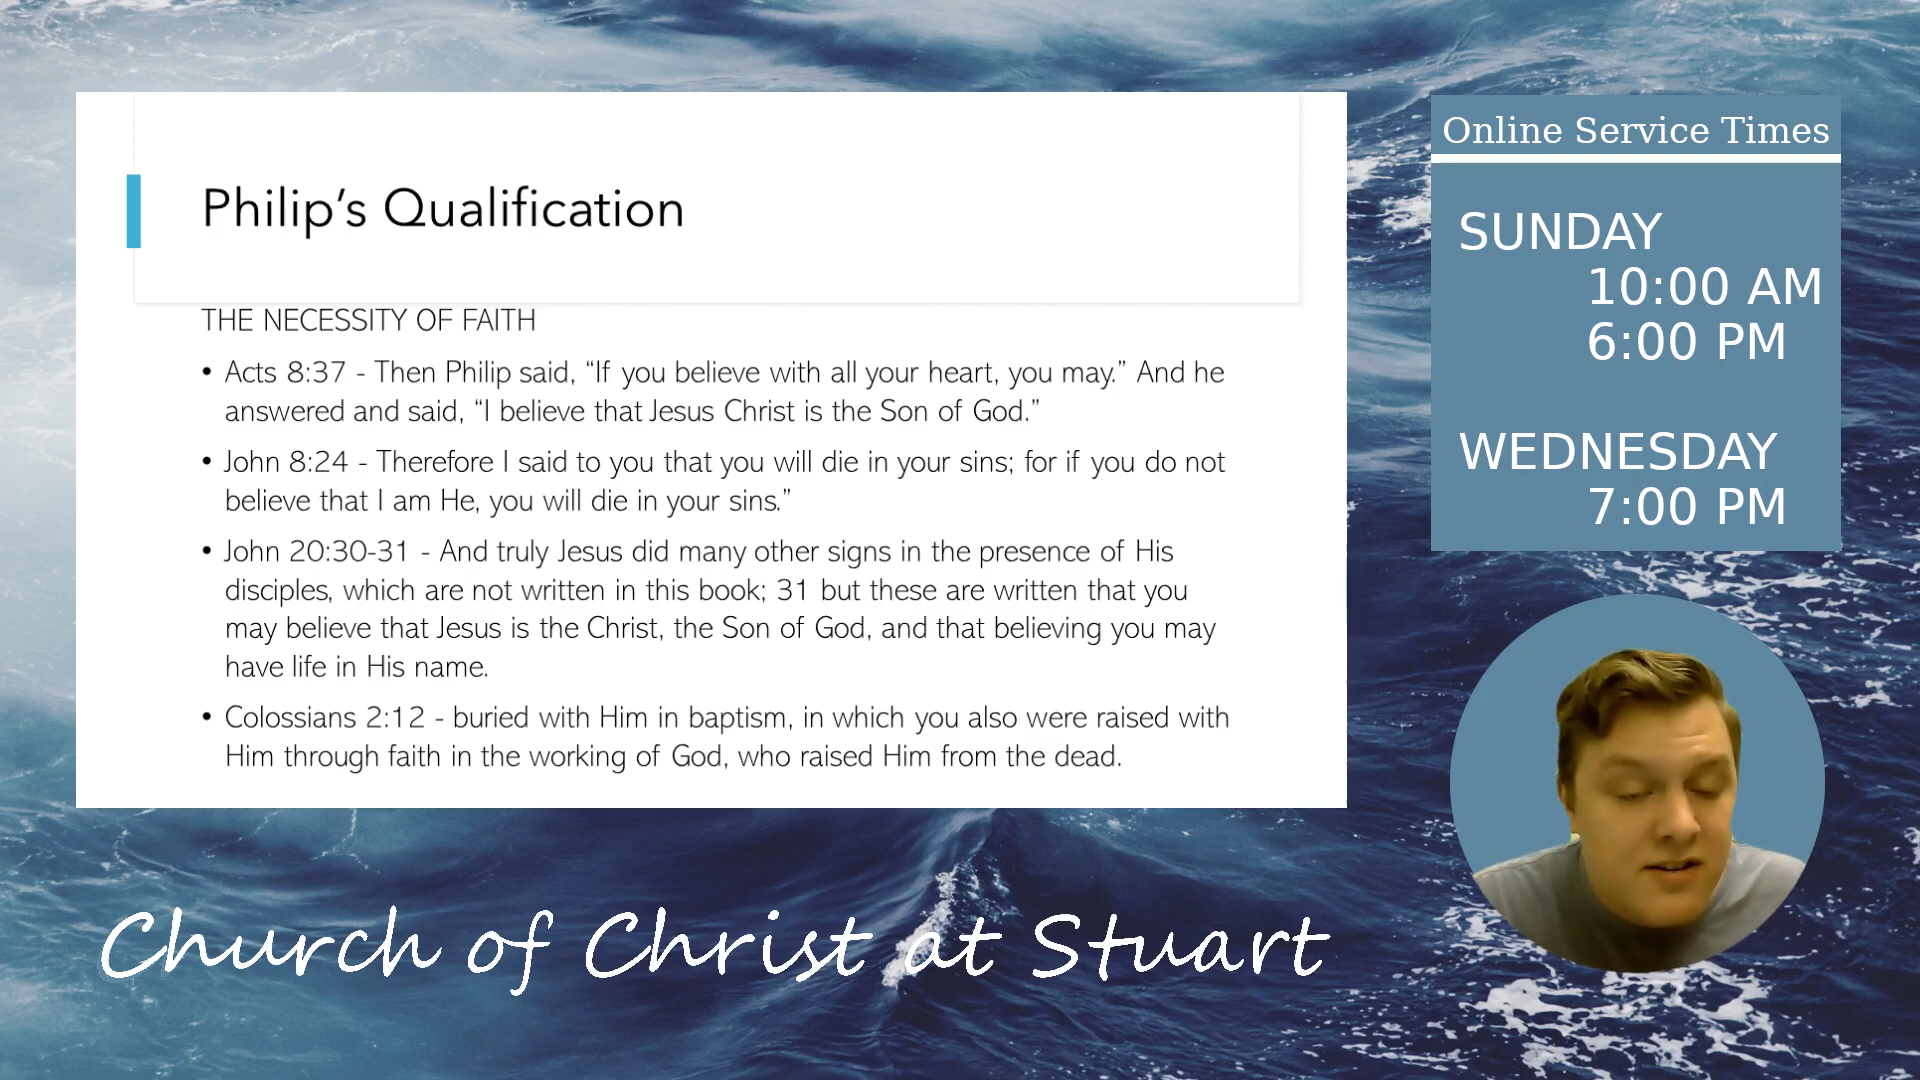 Philip’s Qualification
THE NECESSITY OF FAITH
• Acts 8:37 - Then Philip said, “If you believe with all your heart, you may.” And he
answered and said, “I believe that Jesus Christ is the Son of God.”
• John 8:24 - Therefore I said to you that you will die in your sins; for if you do not
believe that I am He, you will die in your sins.”
• John 20:30-31 - And truly Jesus did many other signs in the presence of His
disciples, which are not written in this book; 31 but these are written that you
may believe that Jesus is the Christ, the Son of God, and that believing you may
have life in His name.
• Colossians 2:12 - buried with Him in baptism, in which you also were raised with
Him through faith in the working of God, who raised Him from the dead.
Online Service Times
SUNDAY
10:00 AM
6:00 PM
WEDNESDAY
7:00 PM
Church of Christ at Stuart